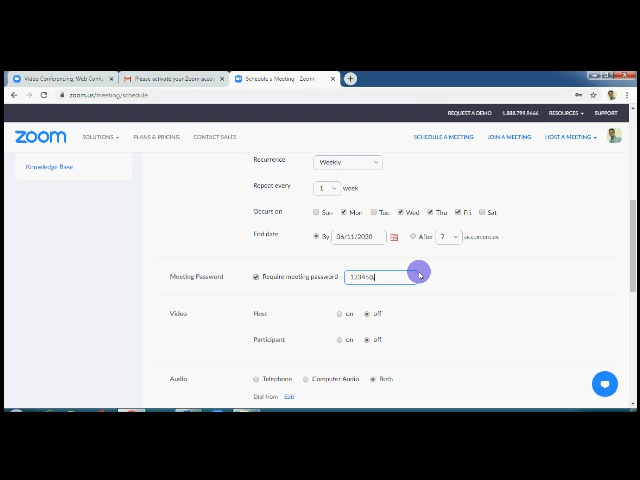 Video Conferencing, Web Confe
Please activate your Zoom acco
Schedule a Meeting - Zoom
zoom.us/meeting/schedule
REQUEST A DEMO 1.888.799.9666 RESOURCES SUPPORT
zoom SOLUTIONS PLANS & PRICING CONTACT SALES SCHEDULE A MEETING JOIN A MEETING HOST A MEETING
Knowledge Base
Recurrence Weekly
Repeat every 1 week
Occurs on Sun Mon Tue Wed Thu Fri Sat
End date By 06/11/2020 After 7 occurrences
Meeting Password Require meeting password
Video Host on off
Participant on off
Audio Telephone Computer Audio Both
Dial from Edit